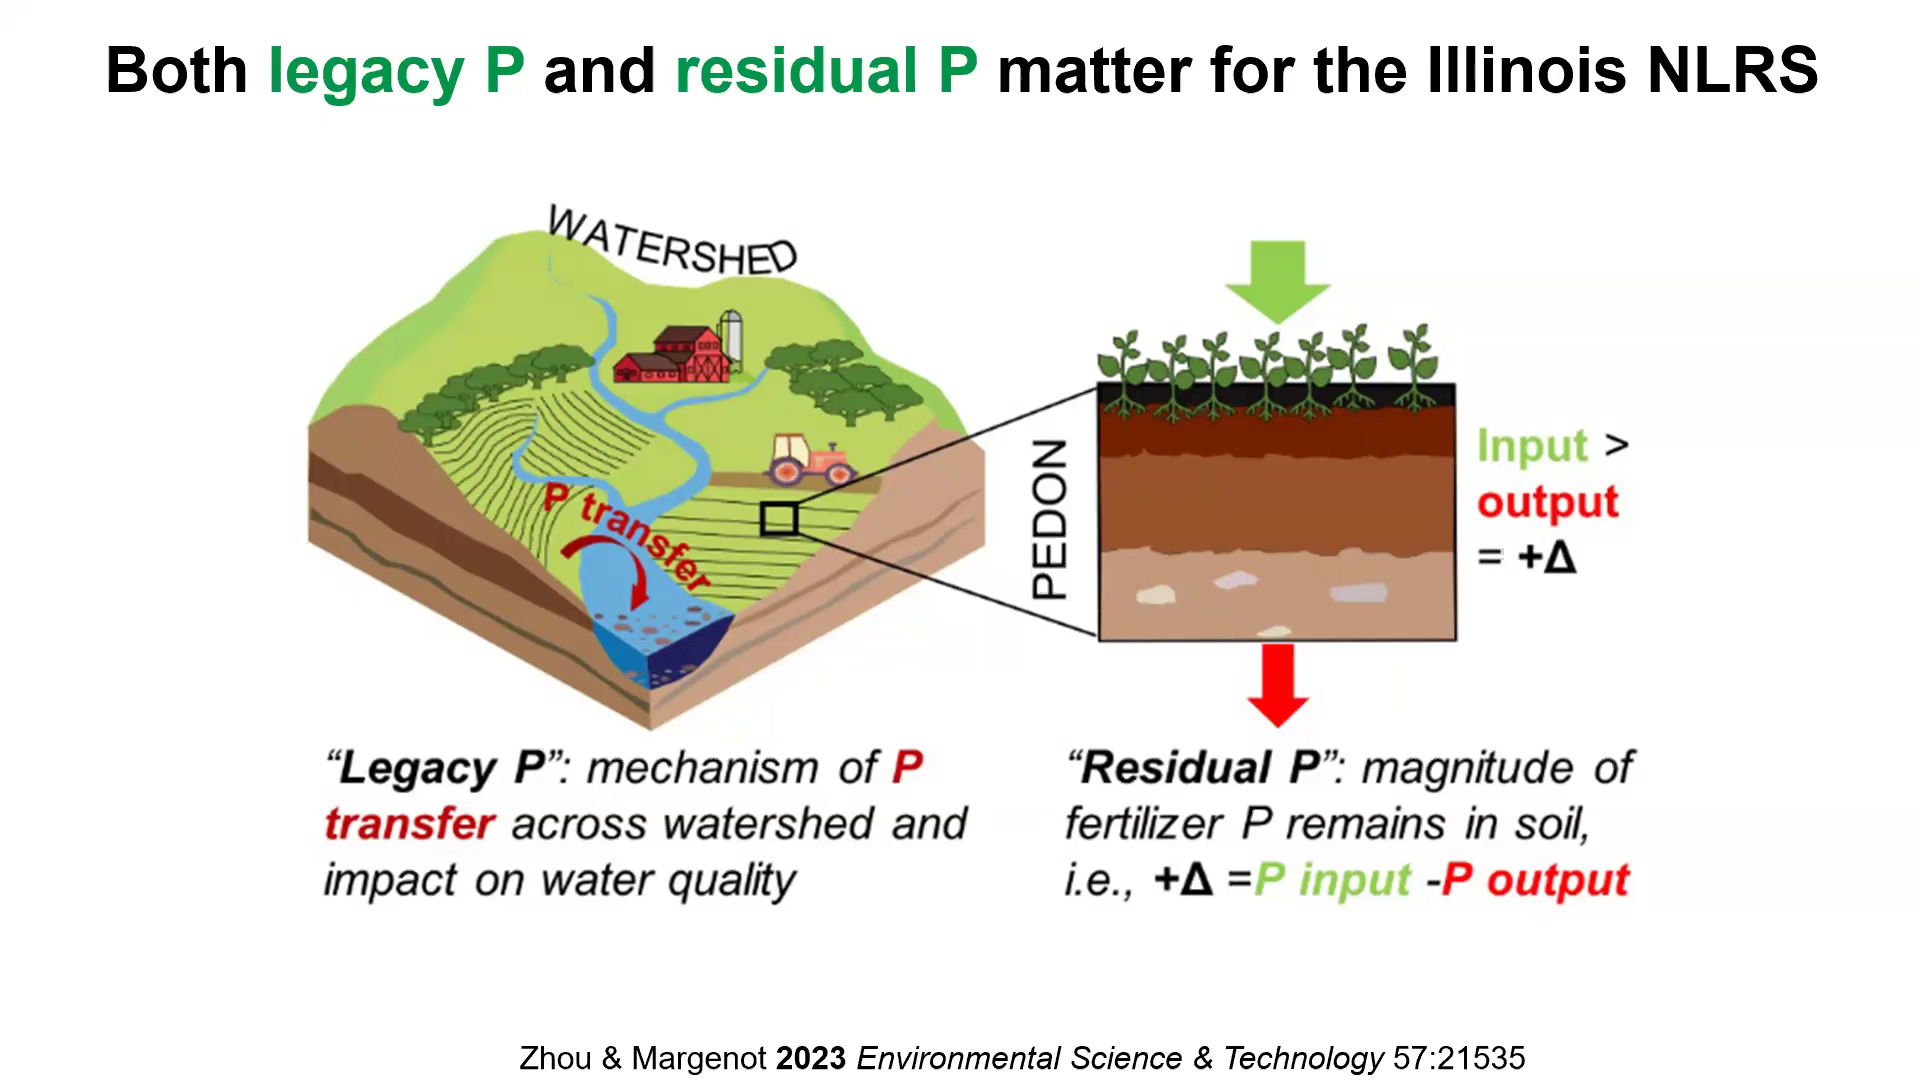 Both legacy P and residual P matter for the Illinois NLRS
WATERSHED
P transfer
PEDON
Input >
output
= +Δ
“Legacy P”: mechanism of P
transfer across watershed and
impact on water quality
“Residual P”: magnitude of
fertilizer P remains in soil,
i.e., +Δ =P input -P output
Zhou & Margenot 2023 Environmental Science & Technology 57:21535